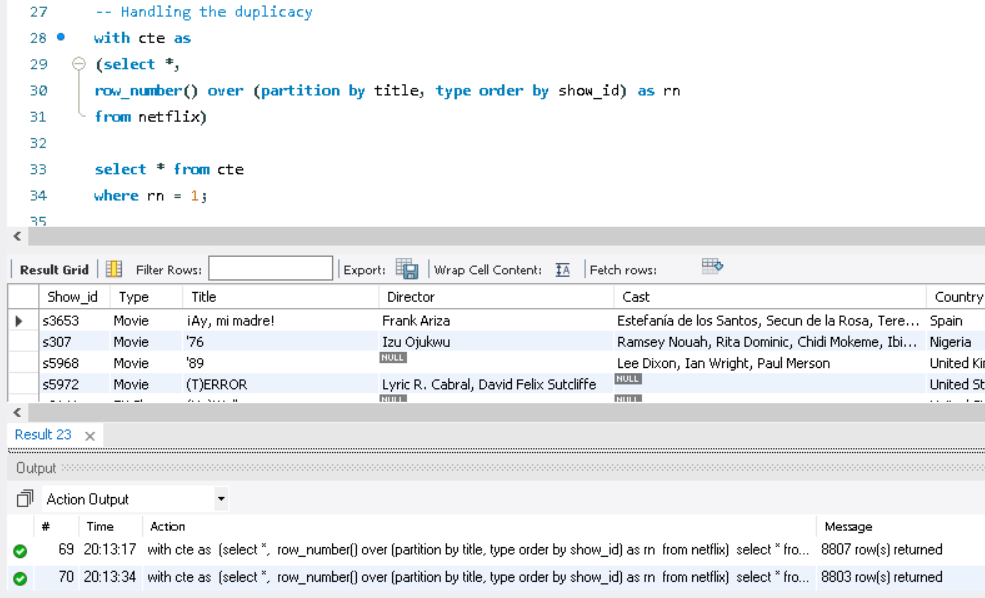 27 -- Handling the duplicacy
28 with cte as
29 (select *,
30 row_number() over (partition by title, type order by show_id) as rn
31 from netflix)
32
33 select * from cte
34 where rn = 1;
35
Result Grid Filter Rows: Export: Wrap Cell Content: IA Fetch rows:
Show_id Type Title Director Cast Country
s3653 Movie ¡Ay, mi madre! Frank Ariza Estefanía de los Santos, Secun de la Rosa, Tere... Spain
s307 Movie '76 Izu Ojukwu Ramsey Nouah, Rita Dominic, Chidi Mokeme, Ibi... Nigeria
s5968 Movie '89 NULL Lee Dixon, Ian Wright, Paul Merson United Ki
s5972 Movie (T)ERROR Lyric R. Cabral, David Felix Sutcliffe NULL United St
NULL NULL
Result 23
Output
Action Output
# Time Action Message
69 20:13:17 with cte as (select *, row_number() over (partition by title, type order by show_id) as rn from netflix) select * fro... 8807 row(s) returned
70 20:13:34 with cte as (select *, row_number() over (partition by title, type order by show_id) as rn from netflix) select * fro... 8803 row(s) returned